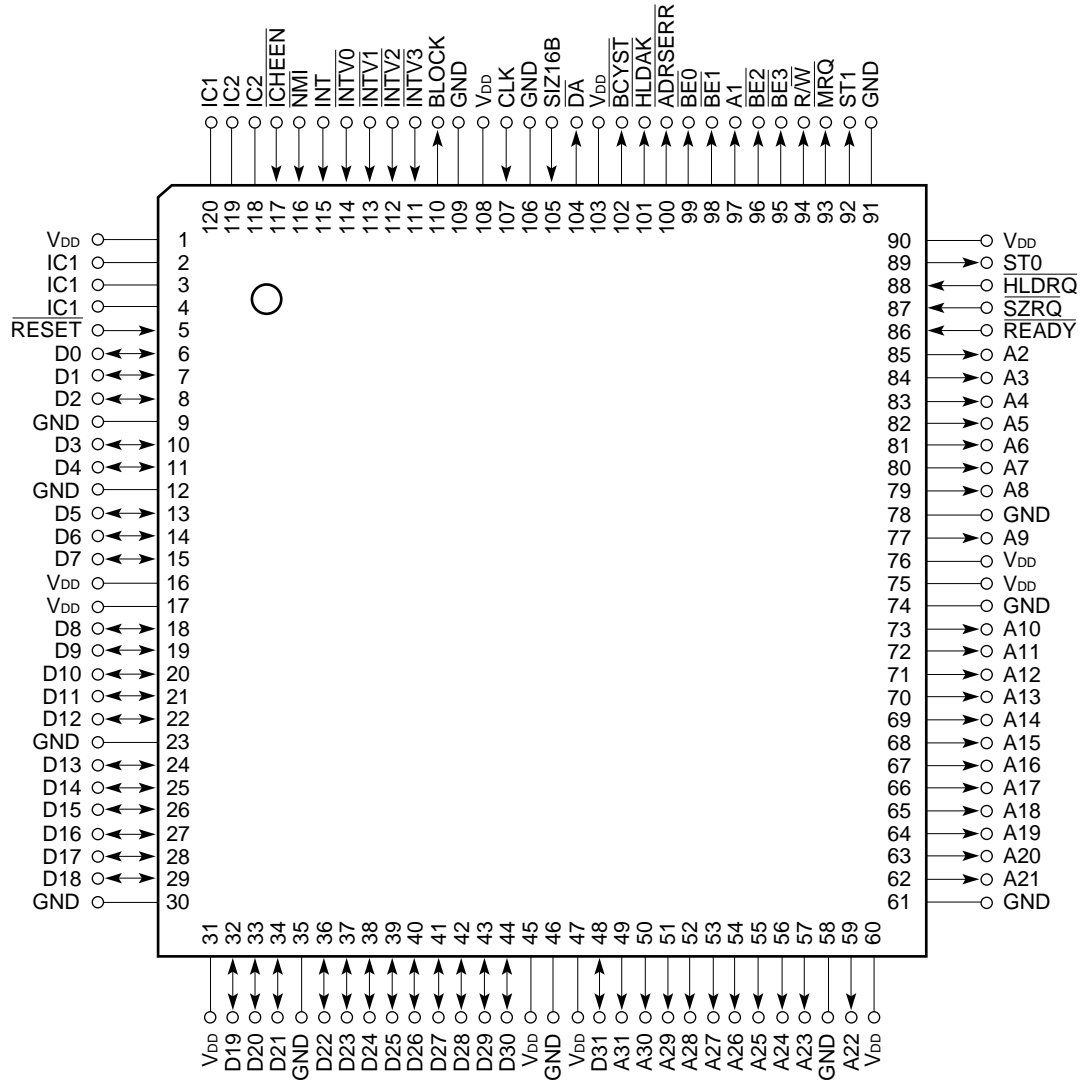 IC1
IC2
IC2
ICHEEN
NMI
INT
INTV0
INTV1
INTV2
INTV3
BLOCK
GND
VDD
CLK
GND
SIZ16B
DA
VDD
BCYST
HLDAK
ADRSERR
BE0
BE1
A1
BE2
BE3
R/W
MRQ
ST1
GND
120
119
118
117
116
115
114
113
112
111
110
109
108
107
106
105
104
103
102
101
100
99
98
97
96
95
94
93
92
91
VDD 1
IC1 2
IC1 3
IC1 4
RESET 5
D0 6
D1 7
D2 8
GND 9
D3 10
D4 11
GND 12
D5 13
D6 14
D7 15
VDD 16
VDD 17
D8 18
D9 19
D10 20
D11 21
D12 22
GND 23
D13 24
D14 25
D15 26
D16 27
D17 28
D18 29
GND 30
90 VDD
89 ST0
88 HLDRQ
87 SZRQ
86 READY
85 A2
84 A3
83 A4
82 A5
81 A6
80 A7
79 A8
78 GND
77 A9
76 VDD
75 VDD
74 GND
73 A10
72 A11
71 A12
70 A13
69 A14
68 A15
67 A16
66 A17
65 A18
64 A19
63 A20
62 A21
61 GND
31
32
33
34
35
36
37
38
39
40
41
42
43
44
45
46
47
48
49
50
51
52
53
54
55
56
57
58
59
60
VDD
D19
D20
D21
GND
D22
D23
D24
D25
D26
D27
D28
D29
D30
VDD
GND
VDD
D31
A31
A30
A29
A28
A27
A26
A25
A24
A23
GND
A22
VDD